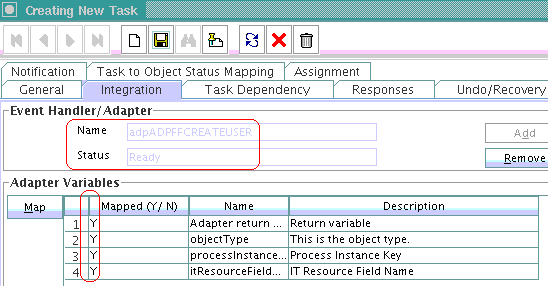 Creating New Task
Notification Task to Object Status Mapping Assignment
General Integration Task Dependency Responses Undo/Recovery
Event Handler/Adapter
Name adpADPFFCREATEUSER Add
Status Ready Remove
Adapter Variables
Map Mapped (Y/ N) Name Description
1 Y Adapter return ... Return variable
2 Y objectType This is the object type.
3 Y processInstanc... Process Instance Key
4 Y itResourceField... IT Resource Field Name